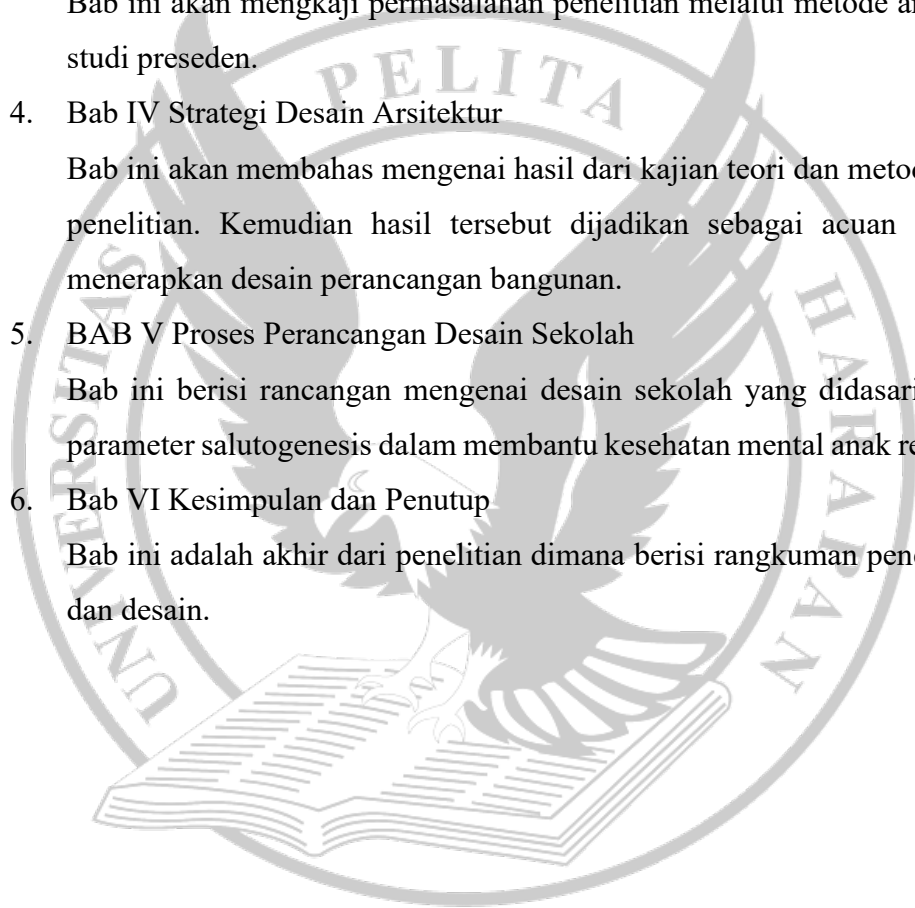 Bab ini akan mengkaji permasalahan penelitian melalui metode
studi preseden.
4. Bab IV Strategi Desain Arsitektur
Bab ini akan membahas mengenai hasil dari kajian teori dan
penelitian. Kemudian hasil tersebut dijadikan sebagai acuan
menerapkan desain perancangan bangunan.
5. BAB V Proses Perancangan Desain Sekolah
Bab ini berisi rancangan mengenai desain sekolah yang didasari
parameter salutogenesis dalam membantu kesehatan mental anak
6. Bab VI Kesimpulan dan Penutup
Bab ini adalah akhir dari penelitian dimana berisi rangkuman
dan desain.
UNIVERSITAS PELITA HARAPAN